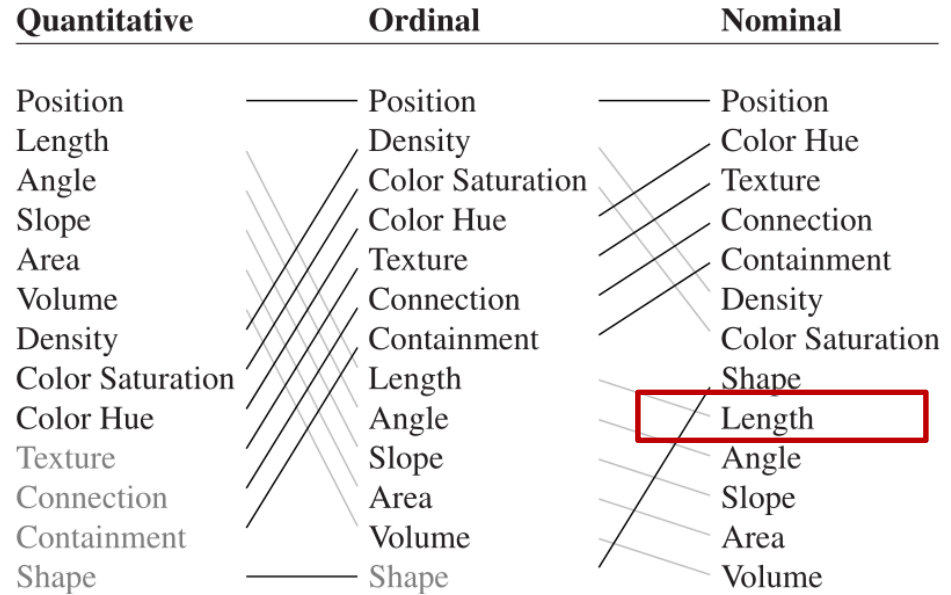 Quantitative Ordinal Nominal
Position Position Position
Length Density Color Hue
Angle Color Saturation Texture
Slope Color Hue Connection
Area Texture Containment
Volume Connection Density
Density Containment Color Saturation
Color Saturation Length Shape
Color Hue Angle Length
Texture Slope Angle
Connection Area Slope
Containment Volume Area
Shape Shape Volume